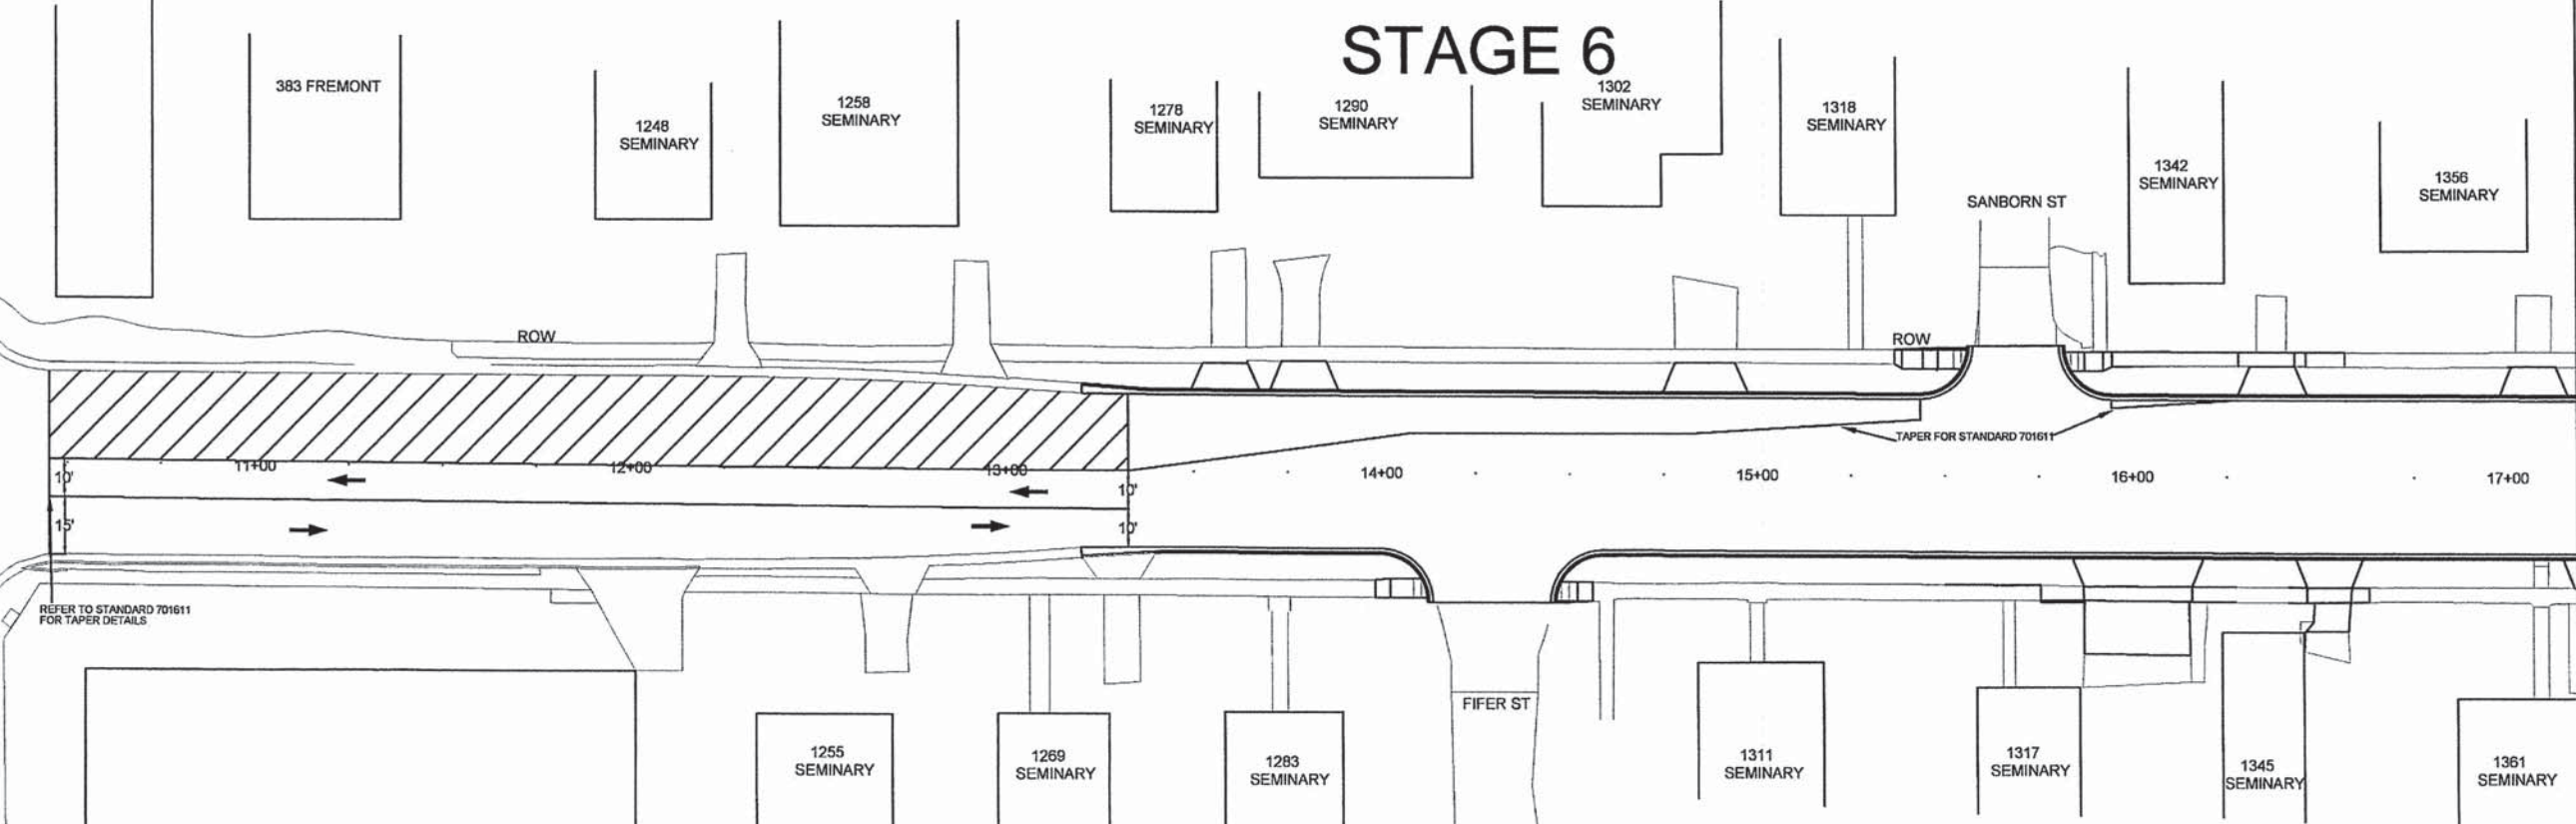 STAGE 6
383 FREMONT
1248
SEMINARY
1258
SEMINARY
1278
SEMINARY
1290
SEMINARY
1302
SEMINARY
1318
SEMINARY
1342
SEMINARY
1356
SEMINARY
SANBORN ST
ROW
ROW
TAPER FOR STANDARD 701611
11+00
12+00
13+00
14+00
15+00
16+00
17+00
10'
15'
10'
10'
REFER TO STANDARD 701611
FOR TAPER DETAILS
FIFER ST
1255
SEMINARY
1269
SEMINARY
1283
SEMINARY
1311
SEMINARY
1317
SEMINARY
1345
SEMINARY
1361
SEMINARY